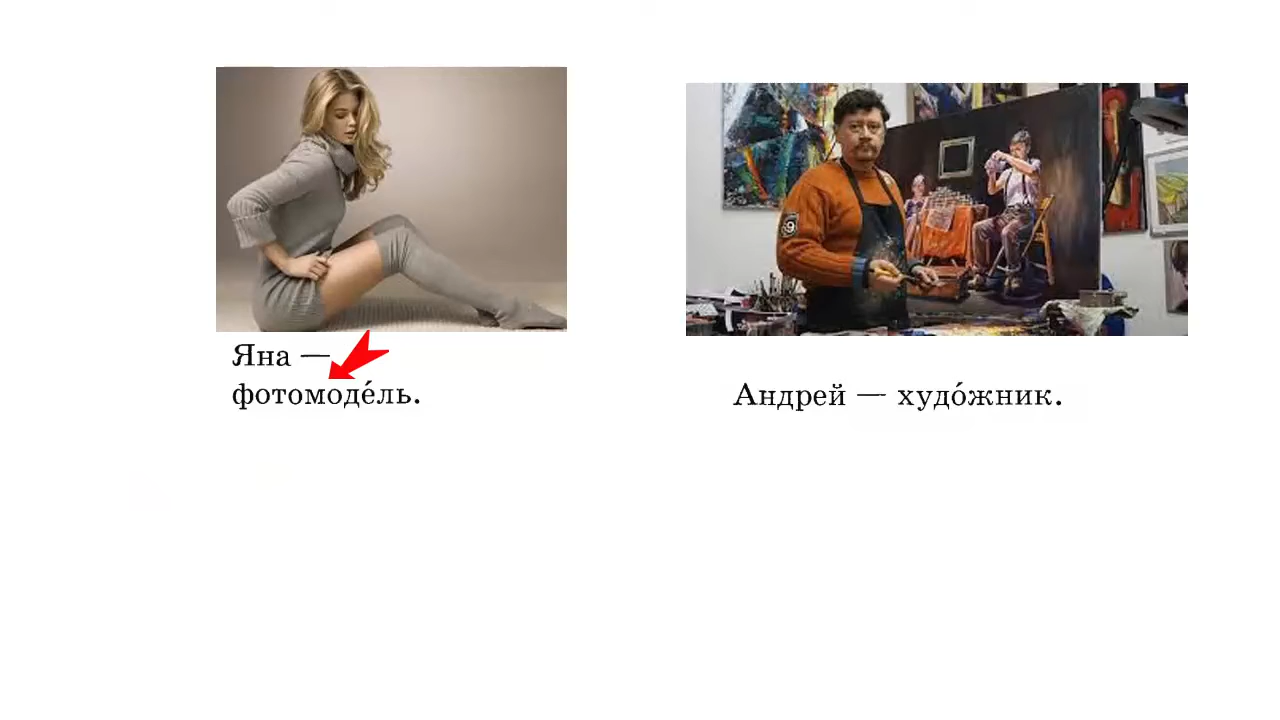 Яна —
фотомоде́ль.
Андрей — худо́жник.